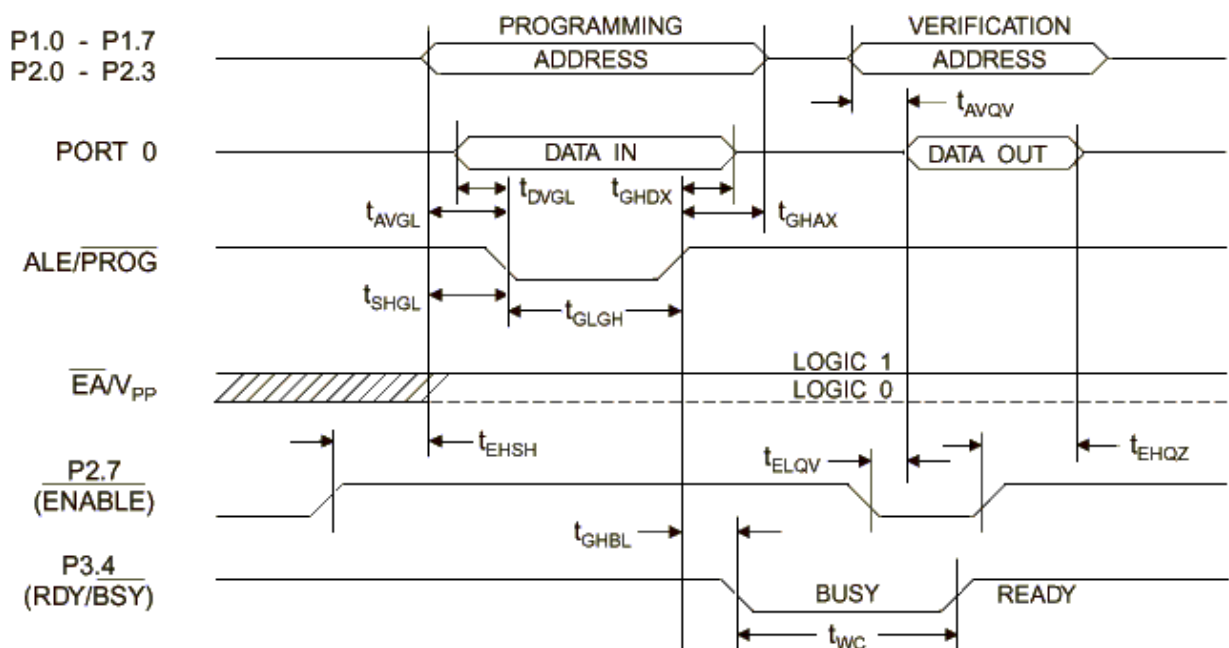 PROGRAMMING
VERIFICATION
P1.0 - P1.7
P2.0 - P2.3
ADDRESS
ADDRESS
tAVQV
PORT 0
DATA IN
DATA OUT
tDVGL
tGHDX
tAVGL
tGHAX
ALE/PROG
tSHGL
tGLGH
LOGIC 1
EA/VPP
LOGIC 0
tEHSH
tELQV
tEHQZ
P2.7
(ENABLE)
tGHBL
P3.4
(RDY/BSY)
BUSY
READY
tWC